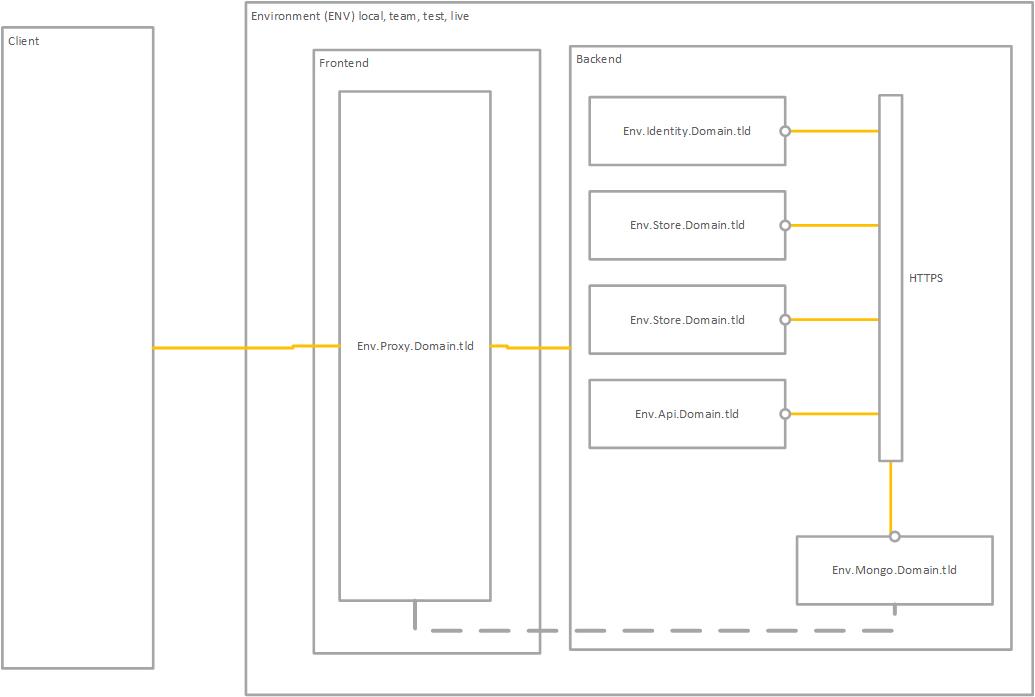 Environment (ENV) local, team, test, live
Client
Frontend
Backend
Env.Identity.Domain.tld
Env.Store.Domain.tld
HTTPS
Env.Store.Domain.tld
Env.Proxy.Domain.tld
Env.Api.Domain.tld
Env.Mongo.Domain.tld